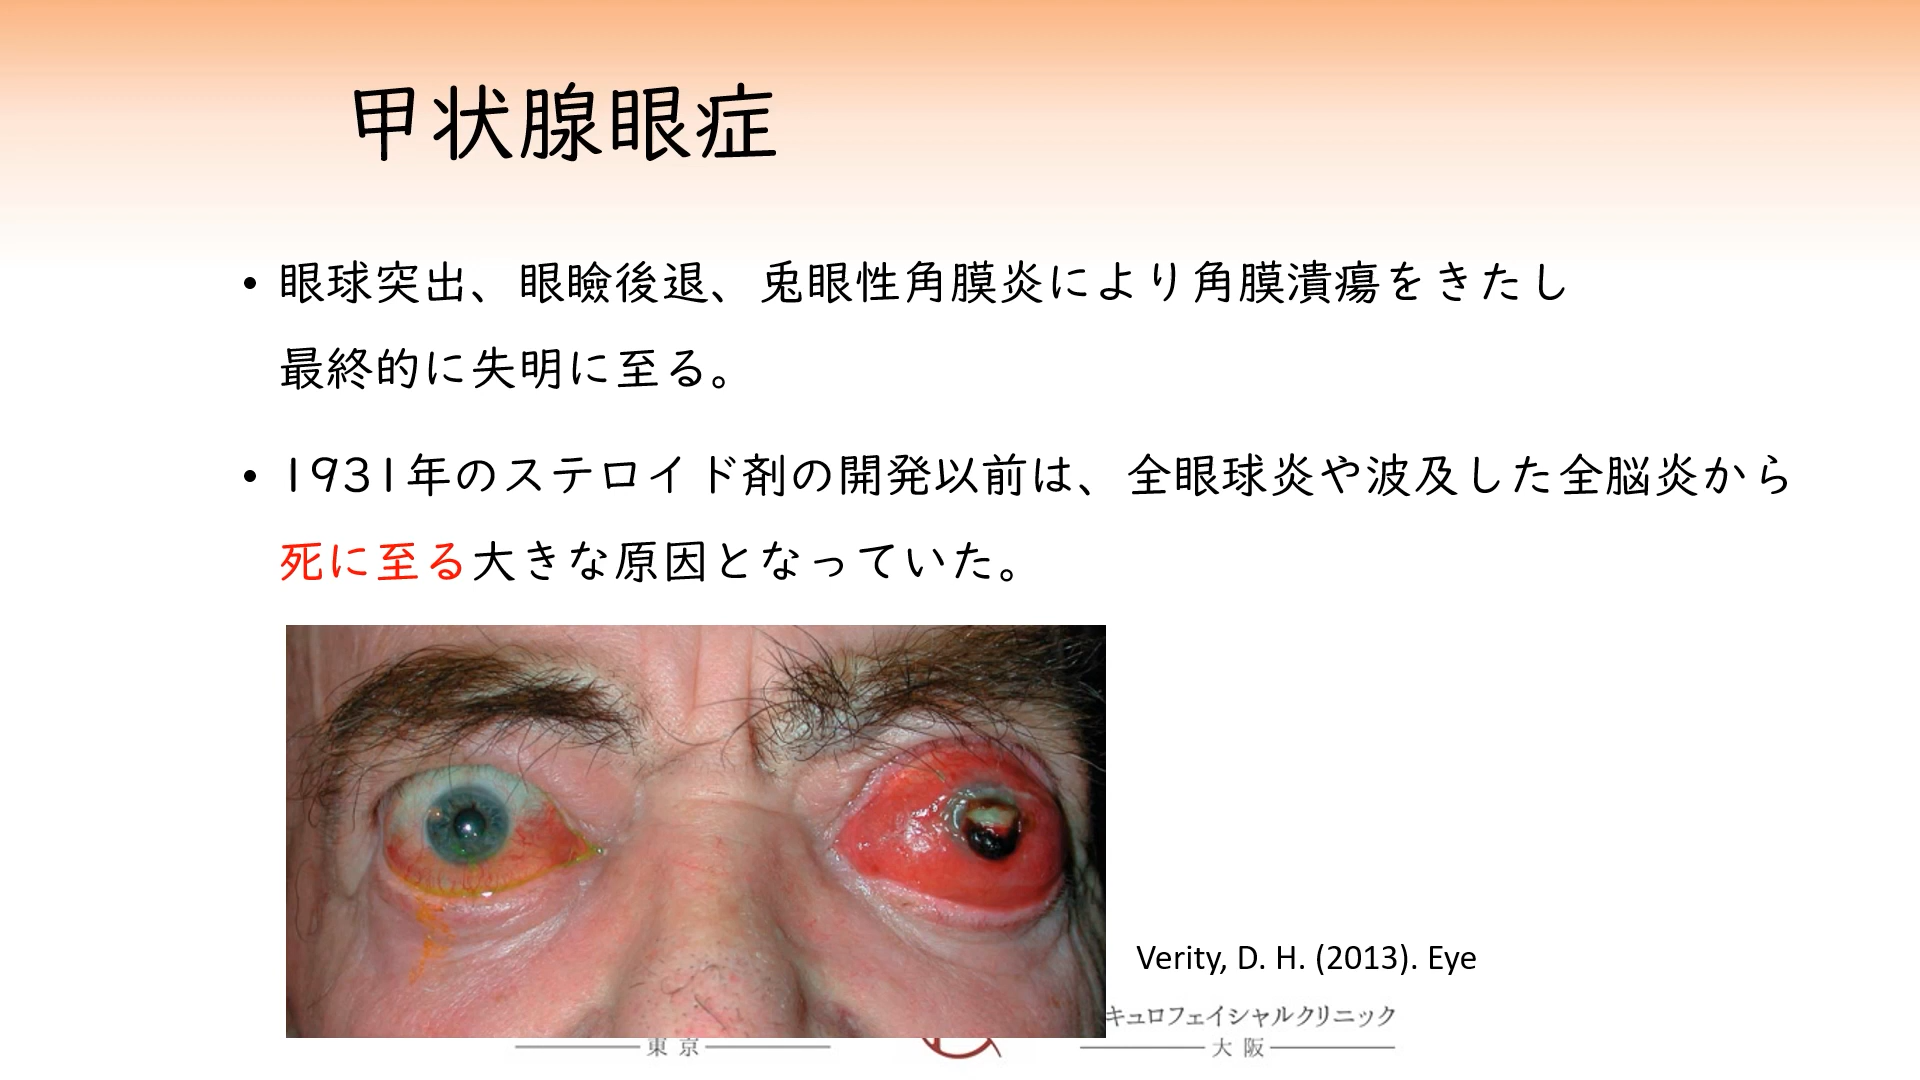 甲状腺眼症
• 眼球突出、眼瞼後退、兎眼性角膜炎により角膜潰瘍をきたし
最終的に失明に至る。
• 1931年のステロイド剤の開発以前は、全眼球炎や波及した全脳炎から
死に至る大きな原因となっていた。
Verity, D. H. (2013). Eye
キュロフェイシャルクリニック
東京
大阪